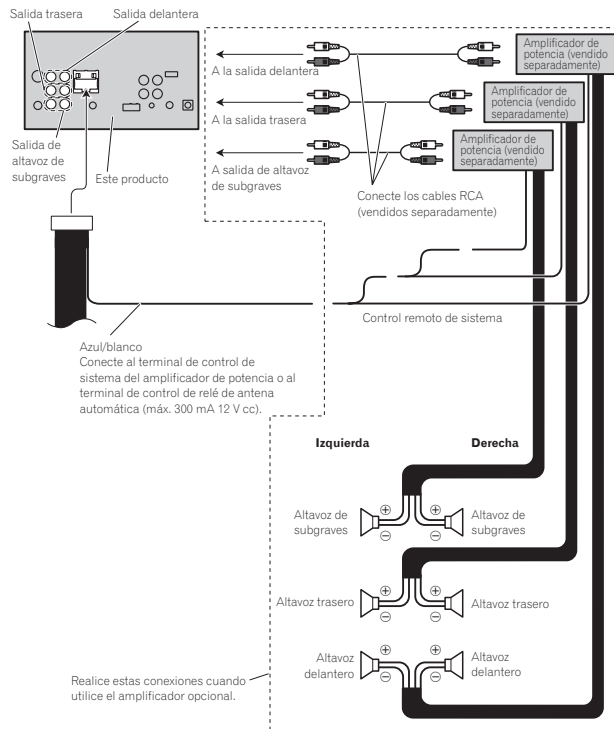 Salida trasera
Salida delantera
A la salida delantera
Amplificador de
potencia (vendido
separadamente)
A la salida trasera
Amplificador de
potencia (vendido
separadamente)
Salida de
altavoz de
subgraves
Este producto
A salida de altavoz
de subgraves
Amplificador de
potencia (vendido
separadamente)
Conecte los cables RCA
(vendidos separadamente)
Control remoto de sistema
Azul/blanco
Conecte al terminal de control de
sistema del amplificador de potencia o al
terminal de control de relé de antena
automática (máx. 300 mA 12 V cc).
Izquierda
Derecha
Altavoz de
subgraves
⊕
⊖
⊕
⊖
Altavoz de
subgraves
Altavoz trasero
⊕
⊖
⊕
⊖
Altavoz trasero
Altavoz
delantero
⊕
⊖
⊕
⊖
Altavoz
delantero
Realice estas conexiones cuando
utilice el amplificador opcional.